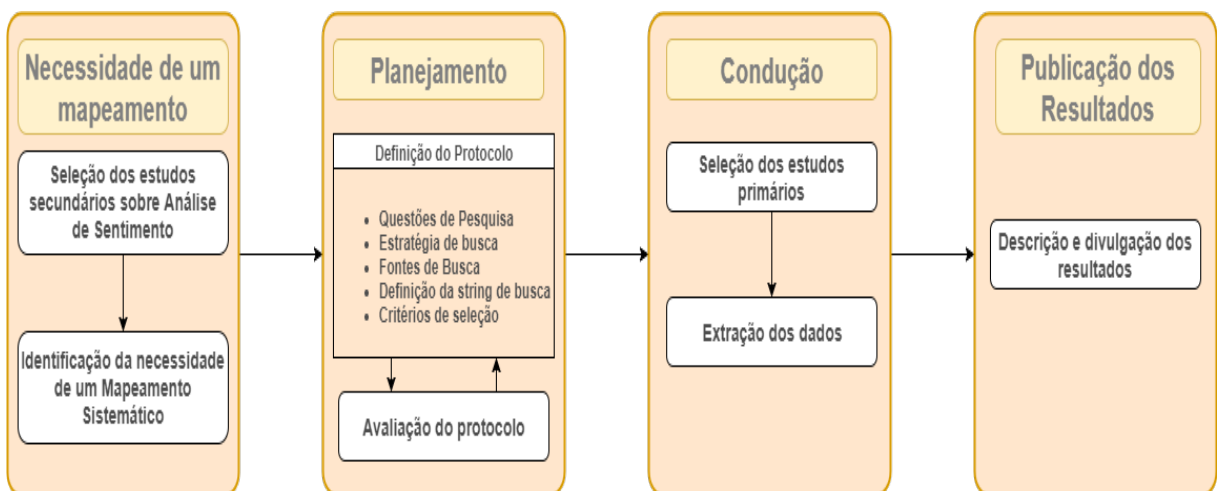 Necessidade de um
mapeamento
Seleção dos estudos
secundários sobre Análise
de Sentimento
Identificação da necessidade
de um Mapeamento
Sistemático
Planejamento
Definição do Protocolo
• Questões de Pesquisa
• Estratégia de busca
• Fontes de Busca
• Definição da string de busca
• Critérios de seleção
Avaliação do protocolo
Condução
Seleção dos estudos
primários
Extração dos dados
Publicação dos
Resultados
Descrição e divulgação dos
resultados